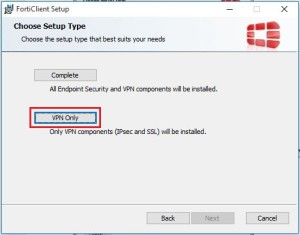 FortiClient Setup
Choose Setup Type
Choose the setup type that best suits your needs
Complete
All Endpoint Security and VPN components will be installed.
VPN Only
Only VPN components (IPsec and SSL) will be installed.
Back
Next
Cancel